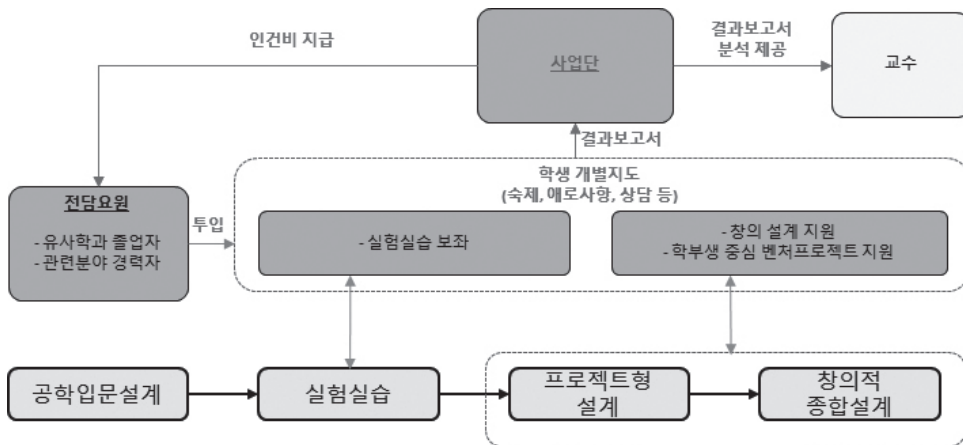 인건비 지급
사업단
결과보고서
분석 제공
교수
결과보고서
학생 개별지도
(숙제, 애로사항, 상담 등)
전담요원
- 유사학과 졸업자
- 관련분야 경력자
투입
- 실험실습 보좌
- 창의 설계 지원
- 학부생 중심 벤처프로젝트 지원
공학입문설계
실험실습
프로젝트형
설계
창의적
종합설계